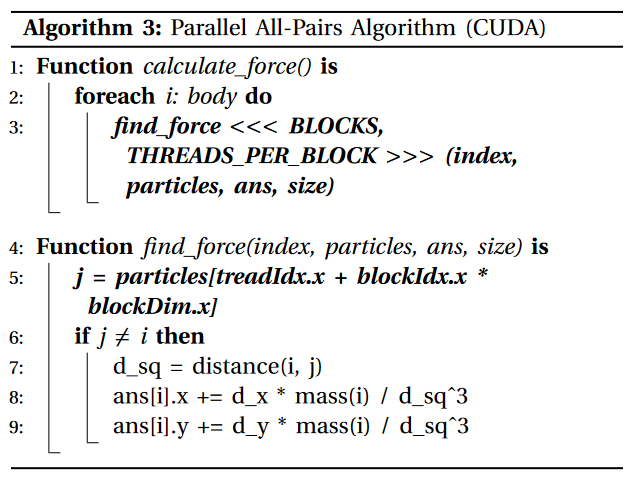 Algorithm 3: Parallel All-Pairs Algorithm (CUDA)
1: Function calculate_force() is
2: foreach i: body do
3: find_force <<< BLOCKS,
THREADS_PER_BLOCK >>> (index,
particles, ans, size)
4: Function find_force(index, particles, ans, size) is
5: j = particles[treadIdx.x + blockIdx.x *
blockDim.x]
6: if j ≠ i then
7: d_sq = distance(i, j)
8: ans[i].x += d_x * mass(i) / d_sq^3
9: ans[i].y += d_y * mass(i) / d_sq^3